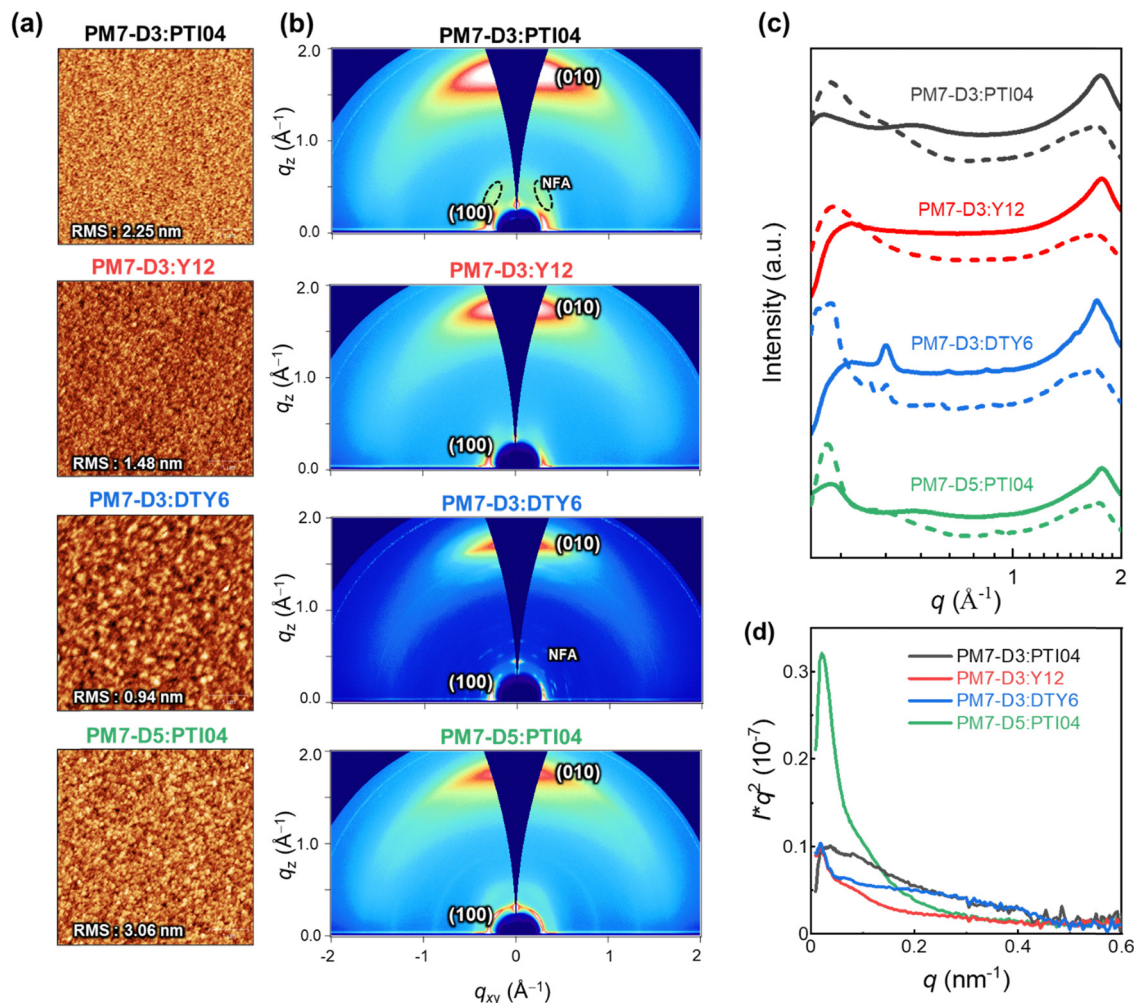 (a)
PM7-D3:PTI04
RMS : 2.25 nm
PM7-D3:Y12
RMS : 1.48 nm
PM7-D3:DTY6
RMS : 0.94 nm
PM7-D5:PTI04
RMS : 3.06 nm
(b)
PM7-D3:PTI04
2.0
1.0
0.0
qz (Å⁻¹)
(010)
NFA
(100)
PM7-D3:Y12
2.0
1.0
0.0
qz (Å⁻¹)
(010)
(100)
PM7-D3:DTY6
2.0
1.0
0.0
qz (Å⁻¹)
(010)
NFA
(100)
PM7-D5:PTI04
2.0
1.0
0.0
qz (Å⁻¹)
(010)
(100)
-2 -1 0 1 2
qxy (Å⁻¹)
(c)
Intensity (a.u.)
PM7-D3:PTI04
PM7-D3:Y12
PM7-D3:DTY6
PM7-D5:PTI04
1 2
q (Å⁻¹)
(d)
I*q² (10⁻⁷)
0.3
0.2
0.1
0.0
PM7-D3:PTI04
PM7-D3:Y12
PM7-D3:DTY6
PM7-D5:PTI04
0 0.2 0.4 0.6
q (nm⁻¹)